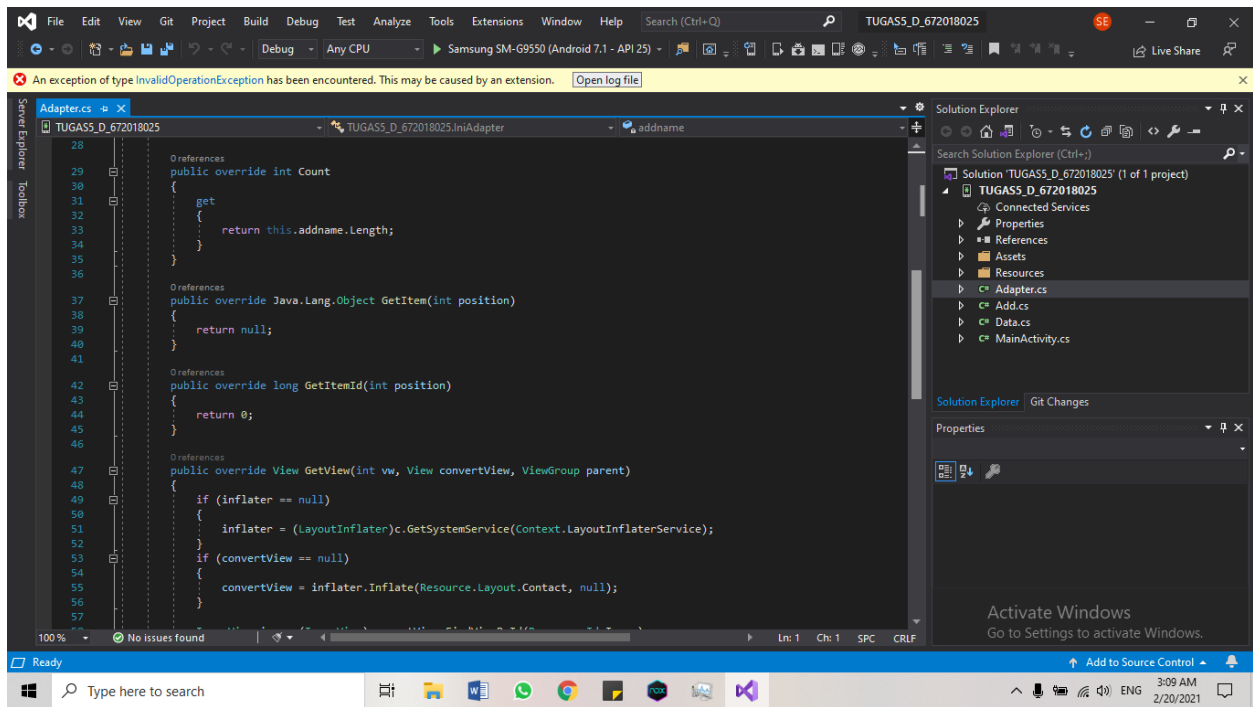 File Edit View Git Project Build Debug Test Analyze Tools Extensions Window Help Search (Ctrl+Q) TUGAS5_D_672018025 SE
Debug Any CPU Samsung SM-G9550 (Android 7.1 - API 25) Live Share
An exception of type InvalidOperationException has been encountered. This may be caused by an extension. Open log file
Server Explorer
Toolbox
Adapter.cs
TUGAS5_D_672018025 TUGAS5_D_672018025.IniAdapter addname
28
0 references
29 public override int Count
30 {
31 get
32 {
33 return this.addname.Length;
34 }
35 }
36
0 references
37 public override Java.Lang.Object GetItem(int position)
38 {
39 return null;
40 }
41
0 references
42 public override long GetItemId(int position)
43 {
44 return 0;
45 }
46
0 references
47 public override View GetView(int vw, View convertView, ViewGroup parent)
48 {
49 if (inflater == null)
50 {
51 inflater = (LayoutInflater)c.GetSystemService(Context.LayoutInflaterService);
52 }
53 if (convertView == null)
54 {
55 convertView = inflater.Inflate(Resource.Layout.Contact, null);
56 }
57
100 % No issues found Ln: 1 Ch: 1 SPC CRLF
Solution Explorer
Search Solution Explorer (Ctrl+;)
Solution 'TUGAS5_D_672018025' (1 of 1 project)
TUGAS5_D_672018025
Connected Services
Properties
References
Assets
Resources
C# Adapter.cs
C# Add.cs
C# Data.cs
C# MainActivity.cs
Solution Explorer Git Changes
Properties
Activate Windows
Go to Settings to activate Windows.
Ready Add to Source Control
Type here to search ENG 3:09 AM
2/20/2021